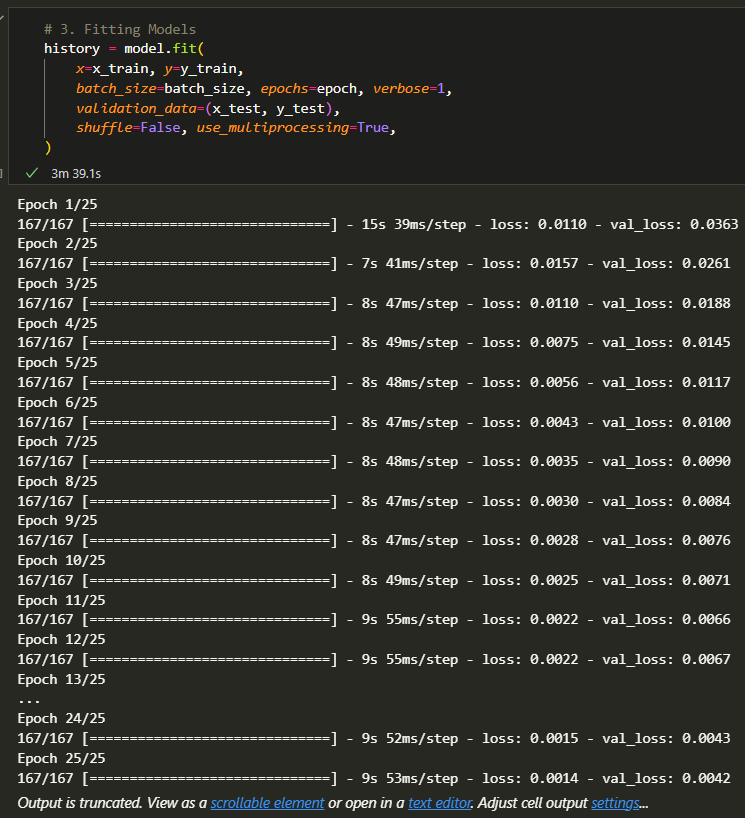 # 3. Fitting Models
history = model.fit(
x=x_train, y=y_train,
batch_size=batch_size, epochs=epoch, verbose=1,
validation_data=(x_test, y_test),
shuffle=False, use_multiprocessing=True,
)
3m 39.1s
Epoch 1/25
167/167 [==============================] - 15s 39ms/step - loss: 0.0110 - val_loss: 0.0363
Epoch 2/25
167/167 [==============================] - 7s 41ms/step - loss: 0.0157 - val_loss: 0.0261
Epoch 3/25
167/167 [==============================] - 8s 47ms/step - loss: 0.0110 - val_loss: 0.0188
Epoch 4/25
167/167 [==============================] - 8s 49ms/step - loss: 0.0075 - val_loss: 0.0145
Epoch 5/25
167/167 [==============================] - 8s 48ms/step - loss: 0.0056 - val_loss: 0.0117
Epoch 6/25
167/167 [==============================] - 8s 47ms/step - loss: 0.0043 - val_loss: 0.0100
Epoch 7/25
167/167 [==============================] - 8s 48ms/step - loss: 0.0035 - val_loss: 0.0090
Epoch 8/25
167/167 [==============================] - 8s 47ms/step - loss: 0.0030 - val_loss: 0.0084
Epoch 9/25
167/167 [==============================] - 8s 47ms/step - loss: 0.0028 - val_loss: 0.0076
Epoch 10/25
167/167 [==============================] - 8s 49ms/step - loss: 0.0025 - val_loss: 0.0071
Epoch 11/25
167/167 [==============================] - 9s 55ms/step - loss: 0.0022 - val_loss: 0.0066
Epoch 12/25
167/167 [==============================] - 9s 55ms/step - loss: 0.0022 - val_loss: 0.0067
Epoch 13/25
...
Epoch 24/25
167/167 [==============================] - 9s 52ms/step - loss: 0.0015 - val_loss: 0.0043
Epoch 25/25
167/167 [==============================] - 9s 53ms/step - loss: 0.0014 - val_loss: 0.0042
Output is truncated. View as a scrollable element or open in a text editor. Adjust cell output settings...